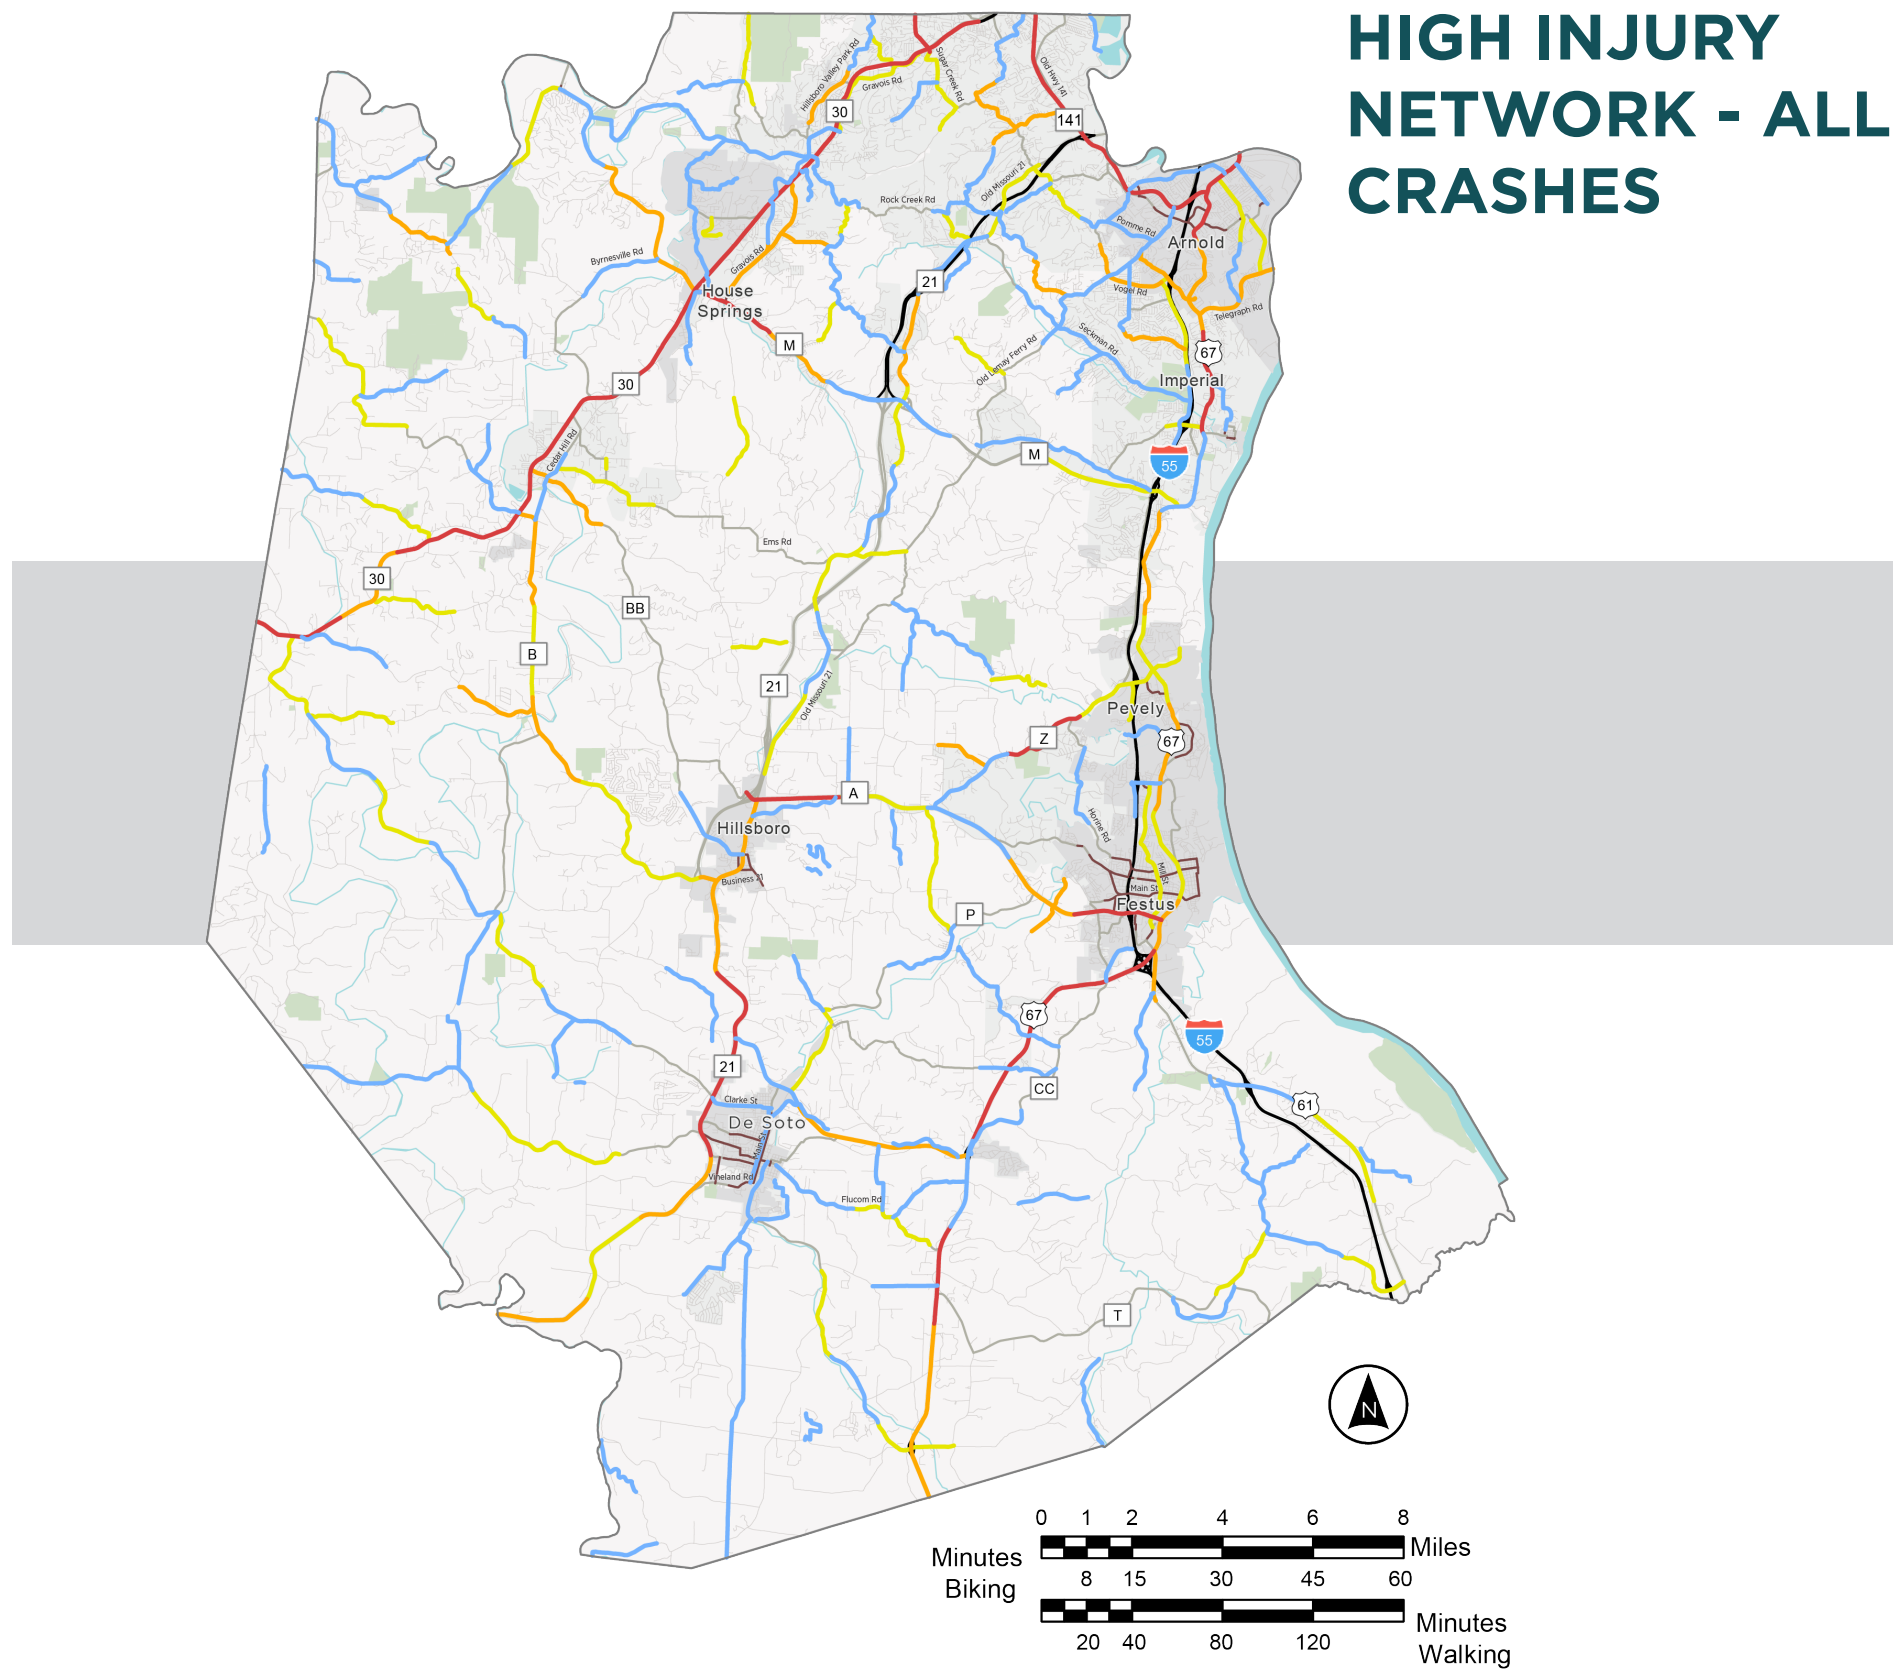 HIGH INJURY
NETWORK - ALL
CRASHES
Hillsboro Valley Park Rd
Gravois Rd
Sugar Creek Rd
Old Hwy 141
30
141
Old Missouri 21
Rock Creek Rd
Pomme Rd
Arnold
Byrnesville Rd
Gravois Rd
21
House
Springs
Vogel Rd
Telegraph Rd
Seckman Rd
M
Old Lemay Ferry Rd
67
30
Imperial
Cedar Hill Rd
M
55
Ems Rd
30
BB
B
21
Old Missouri 21
Pevely
Z
67
A
Hillsboro
Horine Rd
Business 21
Mill St
Main St
Festus
P
67
55
21
CC
Clarke St
61
De Soto
Main St
Vineland Rd
Flucom Rd
T
N
0 1 2 4 6 8
Miles
Minutes
Biking
8 15 30 45 60
Minutes
Walking
20 40 80 120